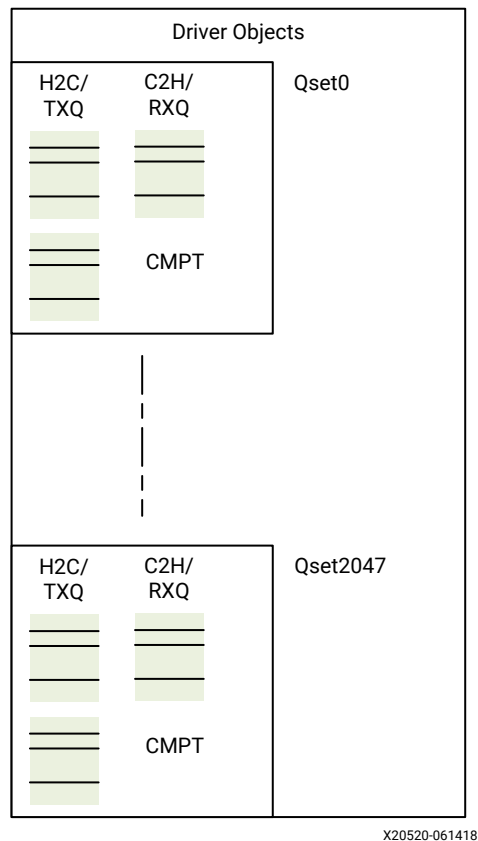 Driver Objects
H2C/
TXQ
C2H/
RXQ
Qset0
CMPT
H2C/
TXQ
C2H/
RXQ
Qset2047
CMPT
X20520-061418